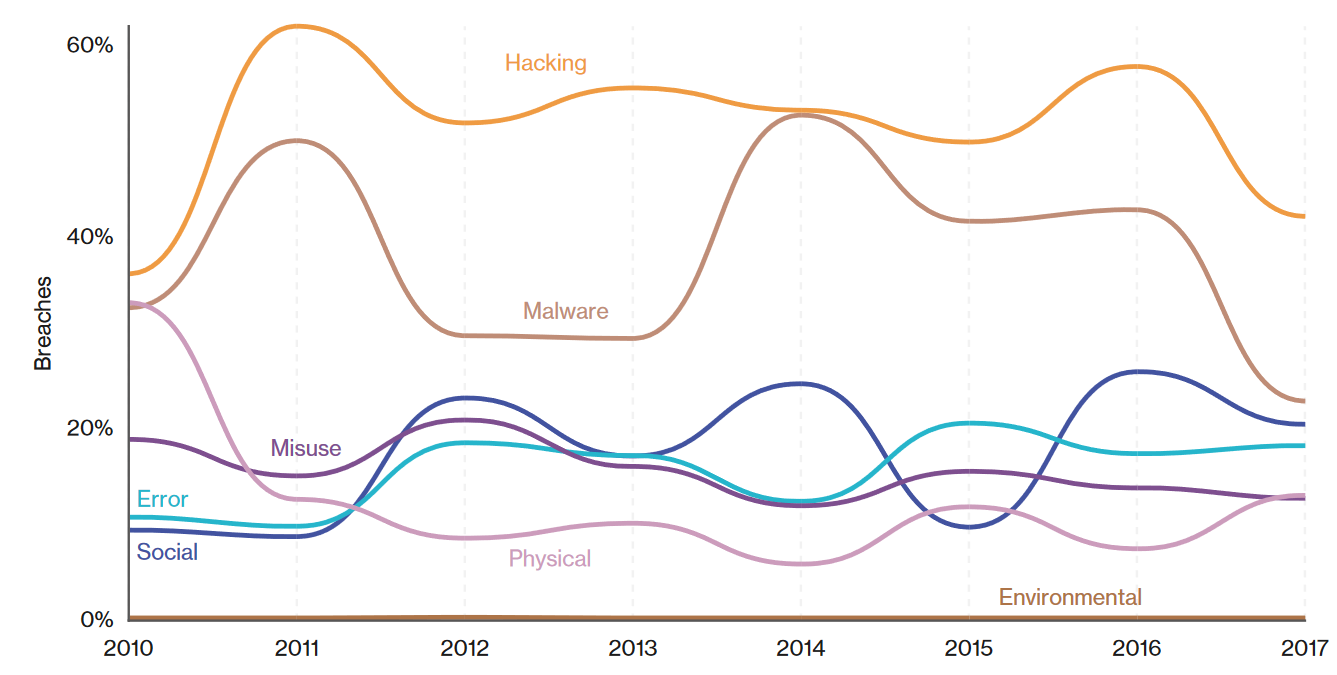 60%
Hacking
40%
Breaches
Malware
20%
Misuse
Error
Social
Physical
Environmental
0%
2010 2011 2012 2013 2014 2015 2016 2017